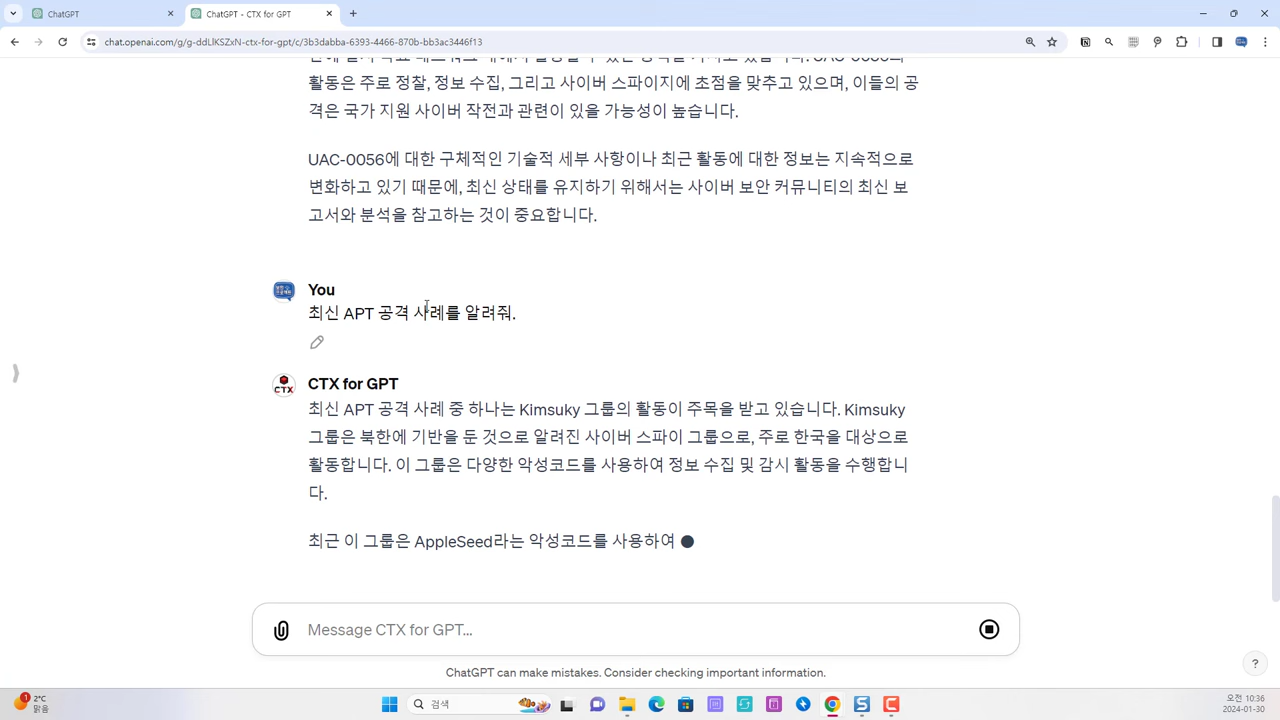 ChatGPT
ChatGPT - CTX for GPT
chat.openai.com/g/g-ddLlKSZxN-ctx-for-gpt/c/3b3dabba-6393-4466-870b-bb3ac3446f13
활동은 주로 정찰, 정보 수집, 그리고 사이버 스파이지에 초점을 맞추고 있으며, 이들의 공
격은 국가 지원 사이버 작전과 관련이 있을 가능성이 높습니다.
UAC-0056에 대한 구체적인 기술적 세부 사항이나 최근 활동에 대한 정보는 지속적으로
변화하고 있기 때문에, 최신 상태를 유지하기 위해서는 사이버 보안 커뮤니티의 최신 보
고서와 분석을 참고하는 것이 중요합니다.
You
최신 APT 공격 사례를 알려줘.
CTX
CTX for GPT
최신 APT 공격 사례 중 하나는 Kimsuky 그룹의 활동이 주목을 받고 있습니다. Kimsuky
그룹은 북한에 기반을 둔 것으로 알려진 사이버 스파이 그룹으로, 주로 한국을 대상으로
활동합니다. 이 그룹은 다양한 악성코드를 사용하여 정보 수집 및 감시 활동을 수행합니
다.
최근 이 그룹은 AppleSeed라는 악성코드를 사용하여
Message CTX for GPT...
ChatGPT can make mistakes. Consider checking important information.
?
1
2°C
맑음
검색
오전 10:36
2024-01-30